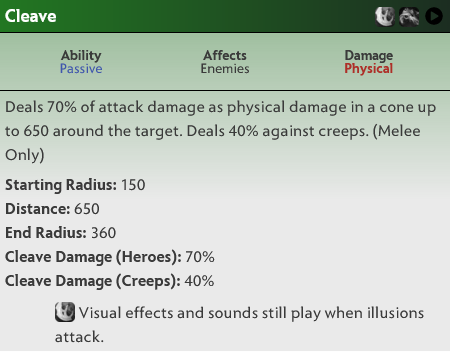 Cleave
Ability Affects Damage
Passive Enemies Physical
Deals 70% of attack damage as physical damage in a cone up
to 650 around the target. Deals 40% against creeps. (Melee
Only)
Starting Radius: 150
Distance: 650
End Radius: 360
Cleave Damage (Heroes): 70%
Cleave Damage (Creeps): 40%
Visual effects and sounds still play when illusions
attack.